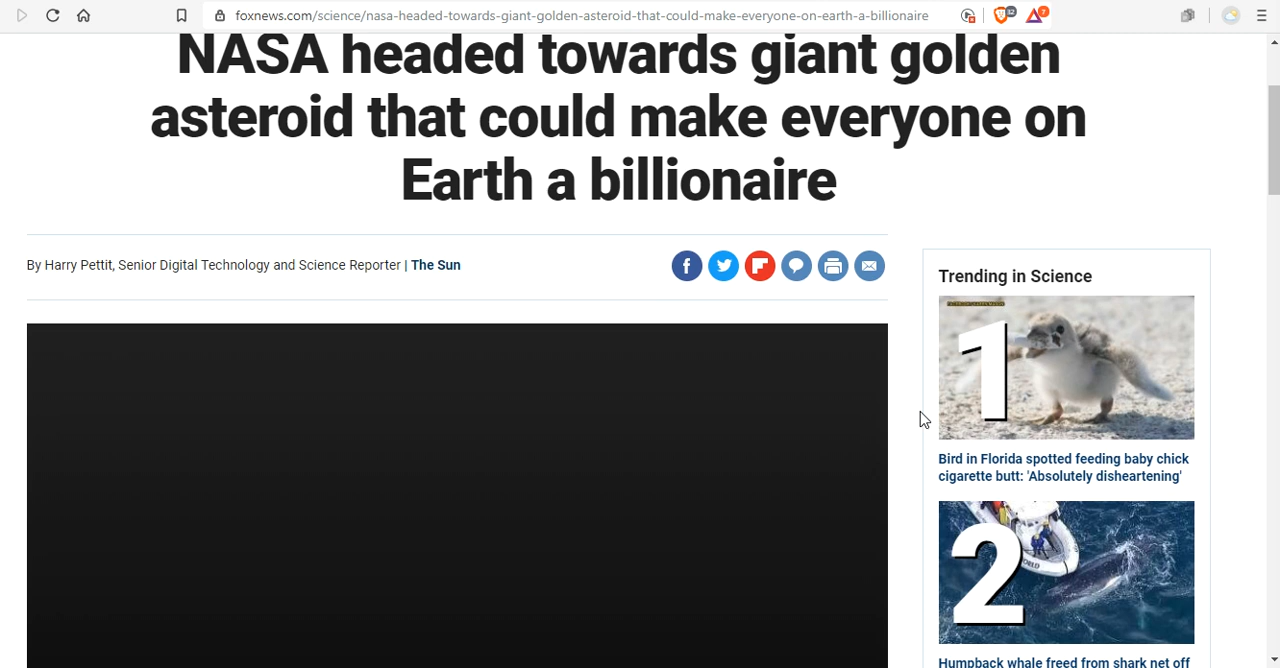 foxnews.com/science/nasa-headed-towards-giant-golden-asteroid-that-could-make-everyone-on-earth-a-billionaire
32
7
NASA headed towards giant golden
asteroid that could make everyone on
Earth a billionaire
By Harry Pettit, Senior Digital Technology and Science Reporter | The Sun
Trending in Science
1
Bird in Florida spotted feeding baby chick
cigarette butt: 'Absolutely disheartening'
2
Humpback whale freed from shark net off